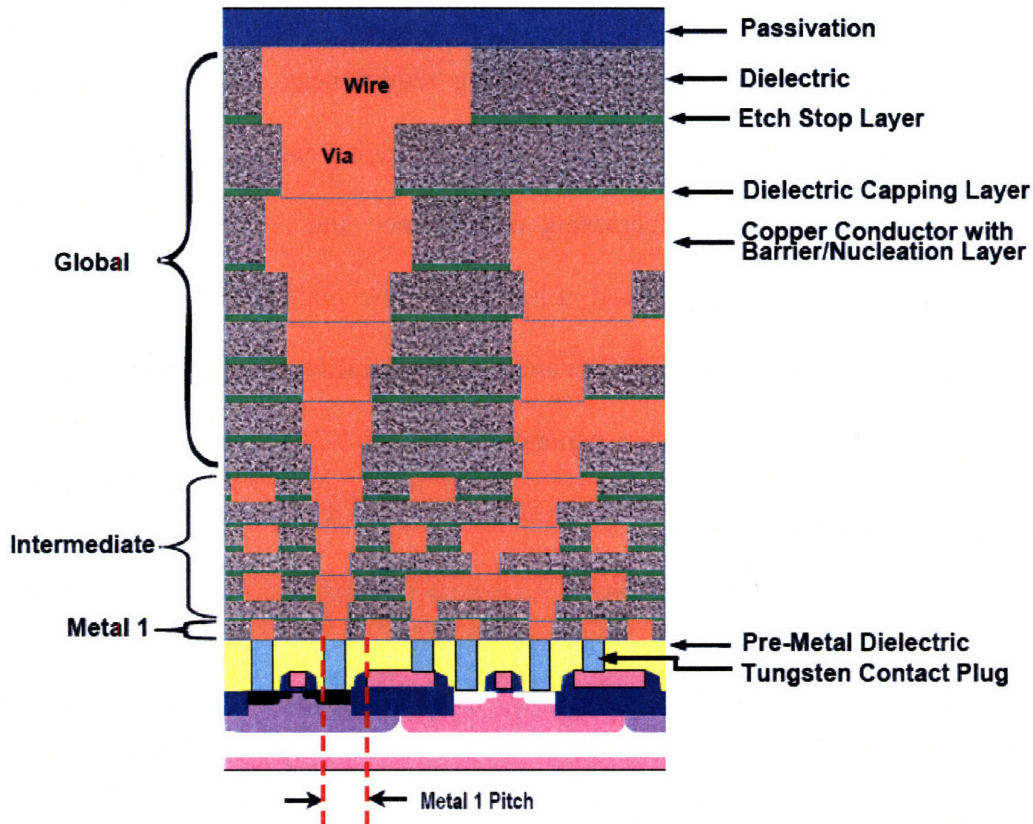 Passivation
Dielectric
Wire
Etch Stop Layer
Via
Dielectric Capping Layer
Copper Conductor with
Barrier/Nucleation Layer
Global
Intermediate
Metal 1
Pre-Metal Dielectric
Tungsten Contact Plug
Metal 1 Pitch